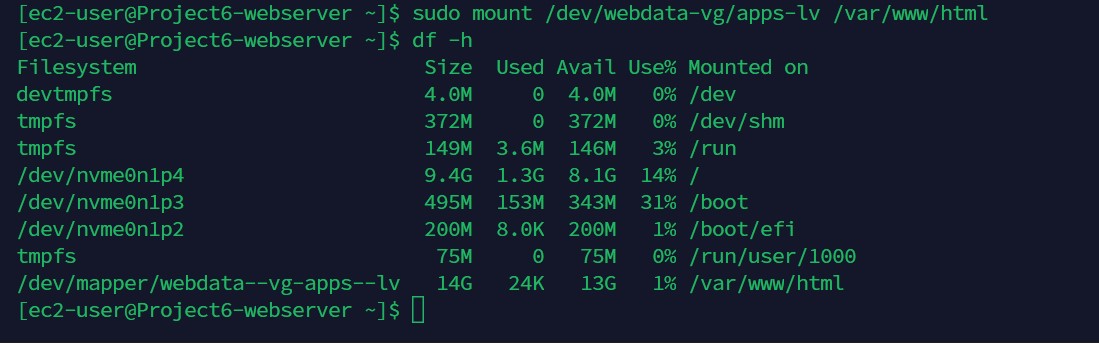 [ec2-user@Project6-webserver ~]$ sudo mount /dev/webdata-vg/apps-lv /var/www/html
[ec2-user@Project6-webserver ~]$ df -h
Filesystem                        Size  Used Avail Use% Mounted on
devtmpfs                          4.0M     0  4.0M   0% /dev
tmpfs                             372M     0  372M   0% /dev/shm
tmpfs                             149M  3.6M  146M   3% /run
/dev/nvme0n1p4                    9.4G  1.3G  8.1G  14% /
/dev/nvme0n1p3                    495M  153M  343M  31% /boot
/dev/nvme0n1p2                    200M  8.0K  200M   1% /boot/efi
tmpfs                              75M     0   75M   0% /run/user/1000
/dev/mapper/webdata--vg-apps--lv   14G   24K   13G   1% /var/www/html
[ec2-user@Project6-webserver ~]$